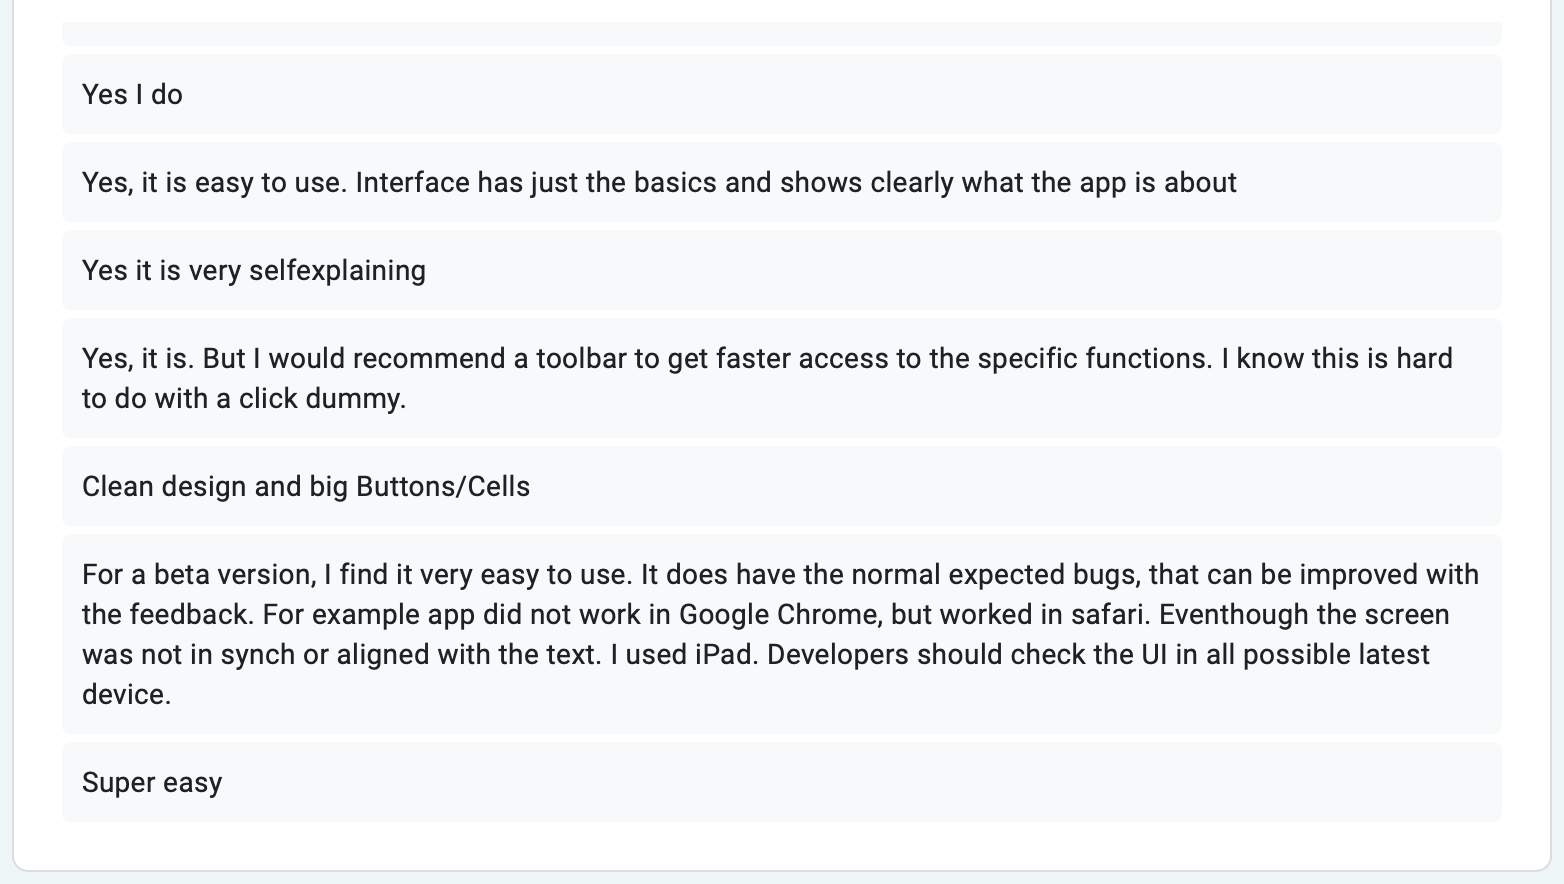 Yes I do
Yes, it is easy to use. Interface has just the basics and shows clearly what the app is about
Yes it is very selfexplaining
Yes, it is. But I would recommend a toolbar to get faster access to the specific functions. I know this is hard
to do with a click dummy.
Clean design and big Buttons/Cells
For a beta version, I find it very easy to use. It does have the normal expected bugs, that can be improved with
the feedback. For example app did not work in Google Chrome, but worked in safari. Eventhough the screen
was not in synch or aligned with the text. I used iPad. Developers should check the UI in all possible latest
device.
Super easy